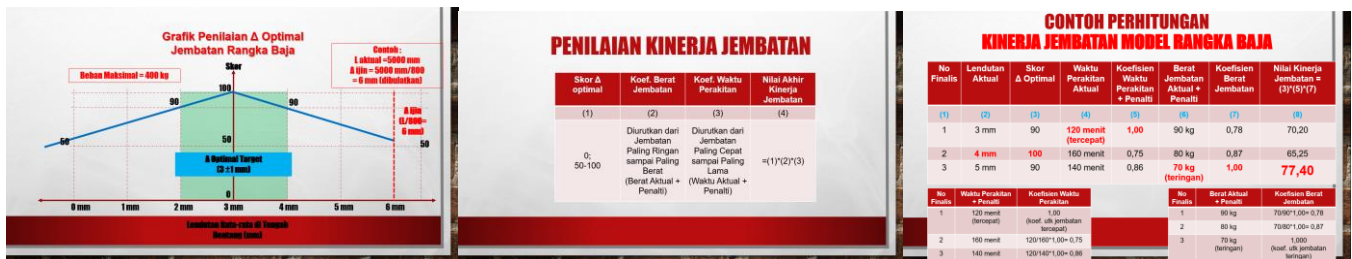 Grafik Penilaian Δ Optimal
Jembatan Rangka Baja
Skor
Beban Maksimal = 400 kg
Contoh :
L aktual =5000 mm
Δ ijin = 5000 mm/800
= 6 mm (dibulatkan)
100
90
90
Δ ijin
(L/800=
6 mm)
50
50
50
Δ Optimal Target
(3 ±1 mm)
0
0 mm
1 mm
2 mm
3 mm
4 mm
5 mm
6 mm
Lendutan Rata-rata di Tengah
Bentang (mm)
PENILAIAN KINERJA JEMBATAN
Skor Δ optimal
Koef. Berat Jembatan
Koef. Waktu Perakitan
Nilai Akhir Kinerja Jembatan
(1)
(2)
(3)
(4)
0;
50-100
Diurutkan dari
Jembatan
Paling Ringan
sampai Paling
Berat
(Berat Aktual +
Penalti)
Diurutkan dari
Jembatan
Paling Cepat
sampai Paling
Lama
(Waktu Aktual +
Penalti)
=(1)*(2)*(3)
CONTOH PERHITUNGAN
KINERJA JEMBATAN MODEL RANGKA BAJA
No Finalis
Lendutan Aktual
Skor Δ Optimal
Waktu Perakitan Aktual
Koefisien Waktu Perakitan + Penalti
Berat Jembatan Aktual + Penalti
Koefisien Berat Jembatan
Nilai Kinerja Jembatan = (3)*(5)*(7)
(1) (2) (3) (4) (5) (6) (7) (8)
1 3 mm 90 120 menit (tercepat) 1,00 90 kg 0,78 70,20
2 4 mm 100 160 menit 0,75 80 kg 0,87 65,25
3 5 mm 90 140 menit 0,86 70 kg (teringan) 1,00 77,40
No Finalis
Waktu Perakitan + Penalti
Koefisien Waktu Perakitan
1 120 menit (tercepat) 1,00 (koef. utk jembatan tercepat)
2 160 menit 120/160*1,00= 0,75
3 140 menit 120/140*1,00= 0,86
No Finalis
Berat Aktual + Penalti
Koefisien Berat Jembatan
1 90 kg 70/90*1,00= 0,78
2 80 kg 70/80*1,00= 0,87
3 70 kg (teringan) 1,000 (koef. utk jembatan teringan)